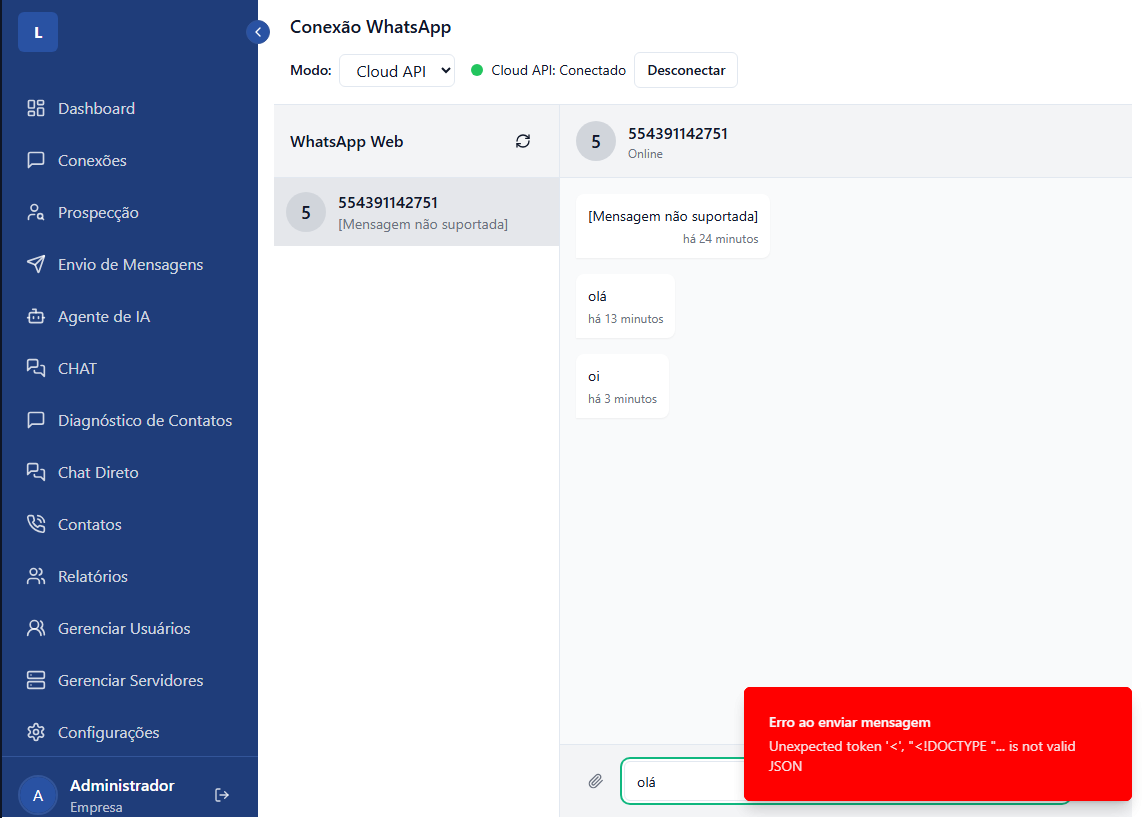 L
Dashboard
Conexões
Prospecção
Envio de Mensagens
Agente de IA
CHAT
Diagnóstico de Contatos
Chat Direto
Contatos
Relatórios
Gerenciar Usuários
Gerenciar Servidores
Configurações
A
Administrador
Empresa
Conexão WhatsApp
Modo: Cloud API Cloud API: Conectado Desconectar
WhatsApp Web
5
554391142751
[Mensagem não suportada]
5
554391142751
Online
[Mensagem não suportada]
há 24 minutos
olá
há 13 minutos
oi
há 3 minutos
olá
Erro ao enviar mensagem
Unexpected token '<', "<!DOCTYPE "... is not valid
JSON